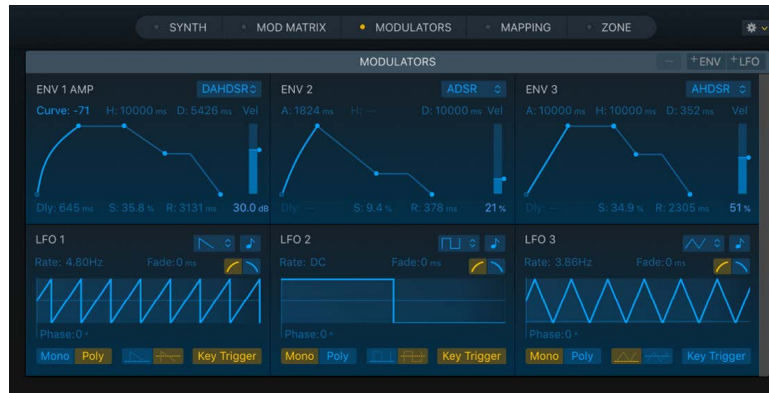 SYNTH MOD MATRIX MODULATORS MAPPING ZONE
MODULATORS +ENV +LFO
ENV 1 AMP DAHDSR
Curve: -71 H: 10000 ms D: 5426 ms Vel
Dly: 645 ms S: 35.8 % R: 3131 ms 30.0 dB
ENV 2 ADSR
A: 1824 ms H: -- D: 10000 ms Vel
Dly: -- S: 9.4 % R: 378 ms 21 %
ENV 3 AHDSR
A: 10000 ms H: 10000 ms D: 352 ms Vel
Dly: -- S: 34.9 % R: 2305 ms 51 %
LFO 1
Rate: 4.80Hz Fade: 0 ms
Phase: 0 °
Mono Poly Key Trigger
LFO 2
Rate: DC Fade: 0 ms
Phase: 0 °
Mono Poly Key Trigger
LFO 3
Rate: 3.86Hz Fade: 0 ms
Phase: 0 °
Mono Poly Key Trigger